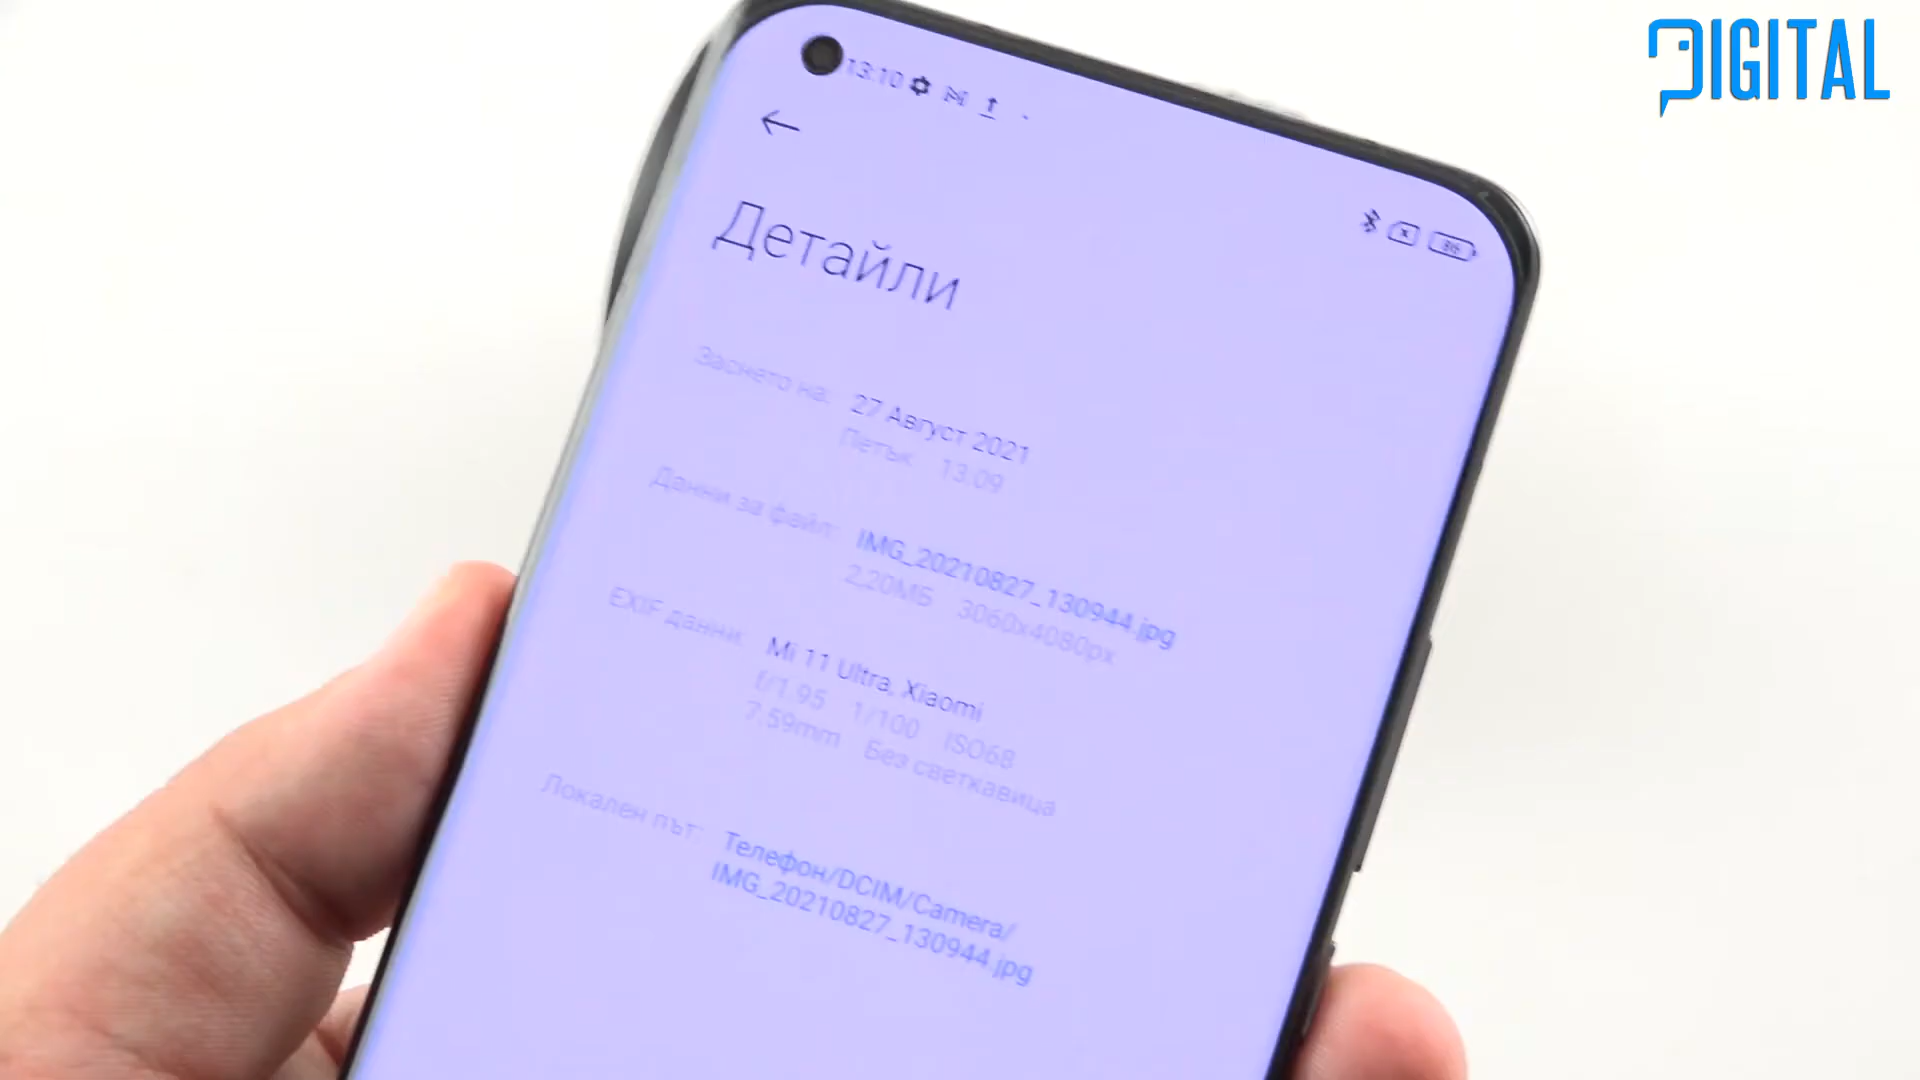 DIGITAL
13:10
86
Детайли
Заснето на: 27 Август 2021
Петък 13:09
Данни за файл: IMG_20210827_130944.jpg
2,20МБ 3060x4080px
EXIF данни: Mi 11 Ultra, Xiaomi
f/1.95 1/100 ISO68
7.59mm Без светкавица
Локален път: Телефон/DCIM/Camera/
IMG_20210827_130944.jpg